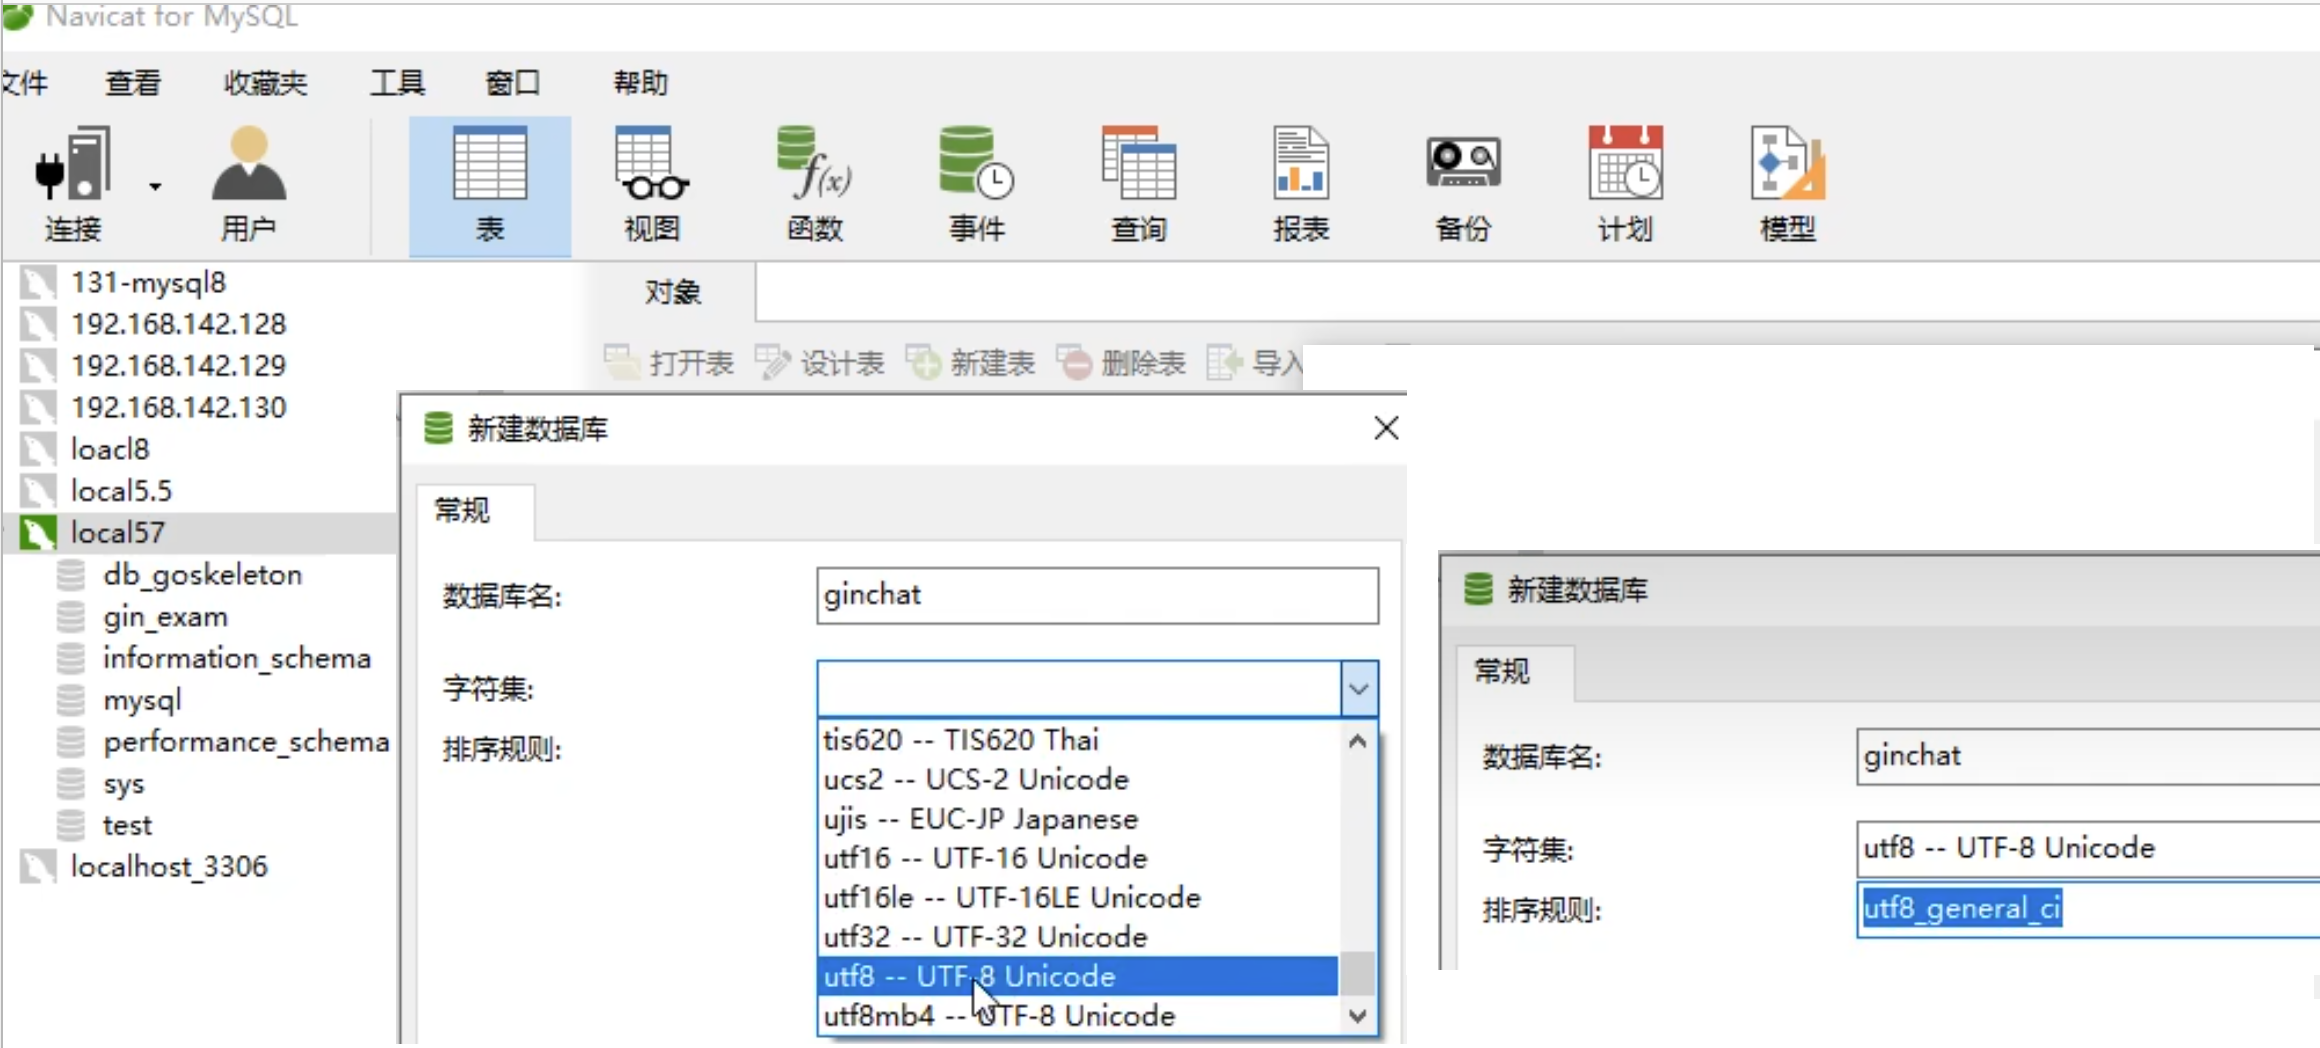 Navicat for MySQL
文件 查看 收藏夹 工具 窗口 帮助
连接 用户 表 视图 f(x) 函数 事件 查询 报表 备份 计划 模型
131-mysql8
192.168.142.128
192.168.142.129
192.168.142.130
loacl8
local5.5
local57
db_goskeleton
gin_exam
information_schema
mysql
performance_schema
sys
test
localhost_3306
对象
打开表 设计表 新建表 删除表 导入
新建数据库
常规
数据库名: ginchat
字符集:
排序规则:
tis620 -- TIS620 Thai
ucs2 -- UCS-2 Unicode
ujis -- EUC-JP Japanese
utf16 -- UTF-16 Unicode
utf16le -- UTF-16LE Unicode
utf32 -- UTF-32 Unicode
utf8 -- UTF-8 Unicode
utf8mb4 -- UTF-8 Unicode
新建数据库
常规
数据库名: ginchat
字符集: utf8 -- UTF-8 Unicode
排序规则: utf8_general_ci